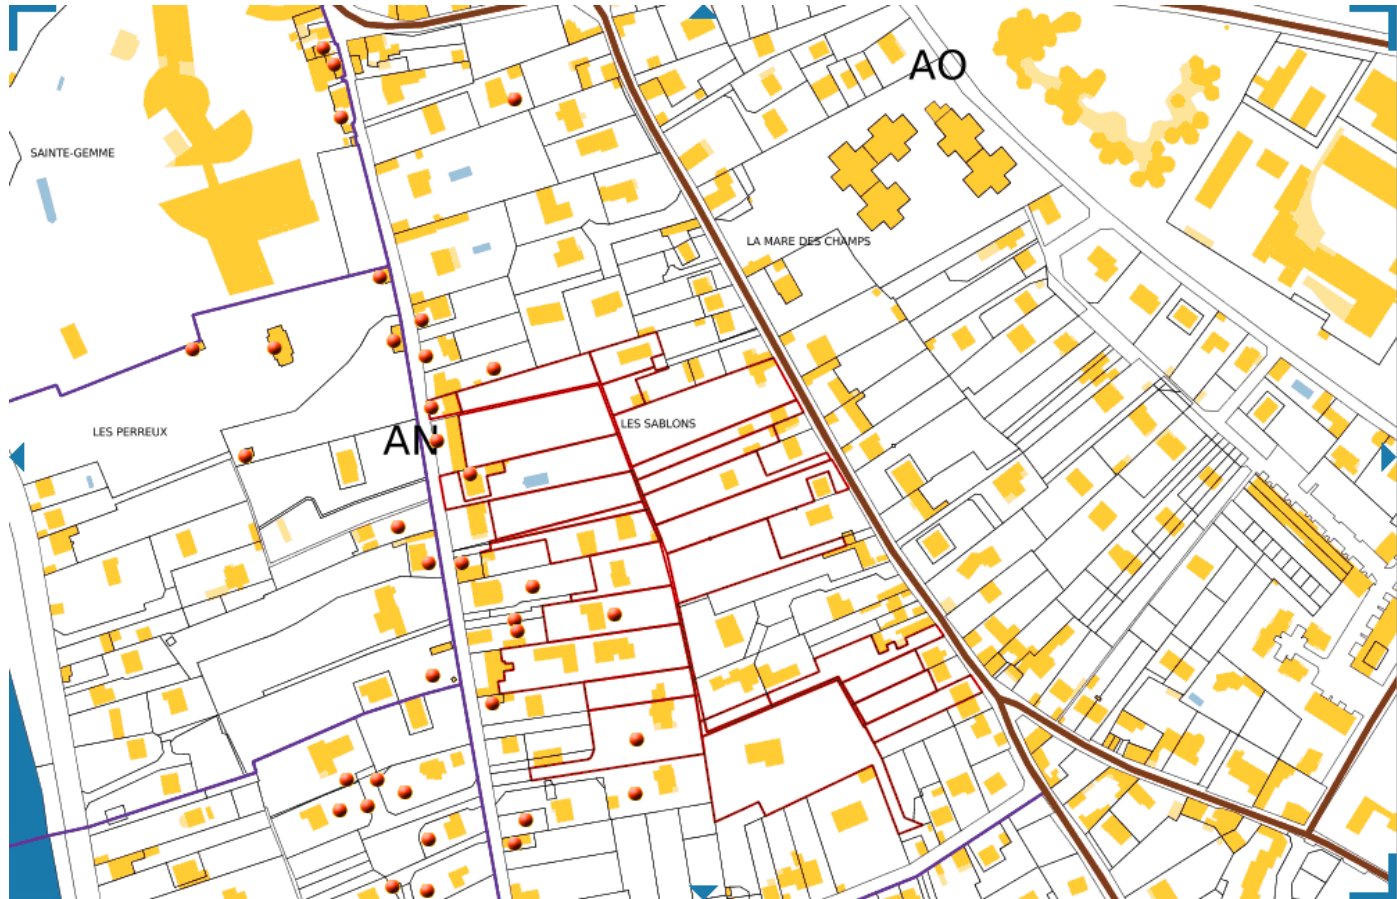 AO
SAINTE-GEMME
LA MARE DES CHAMPS
LES SABLONS
LES PERREUX
AN